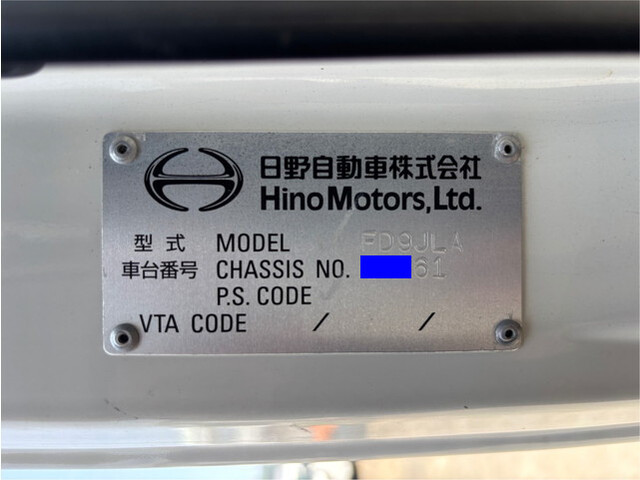 日野自動車株式会社
Hino Motors, Ltd.
型式 MODEL FD9JLA
車台番号 CHASSIS NO. 61
P.S. CODE
VTA CODE / /